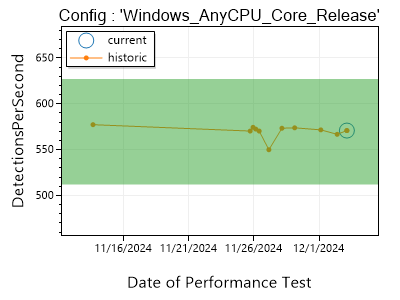 Config : 'Windows_AnyCPU_Core_Release'
current
historic
DetectionsPerSecond
650
600
550
500
11/16/2024 11/21/2024 11/26/2024 12/1/2024
Date of Performance Test